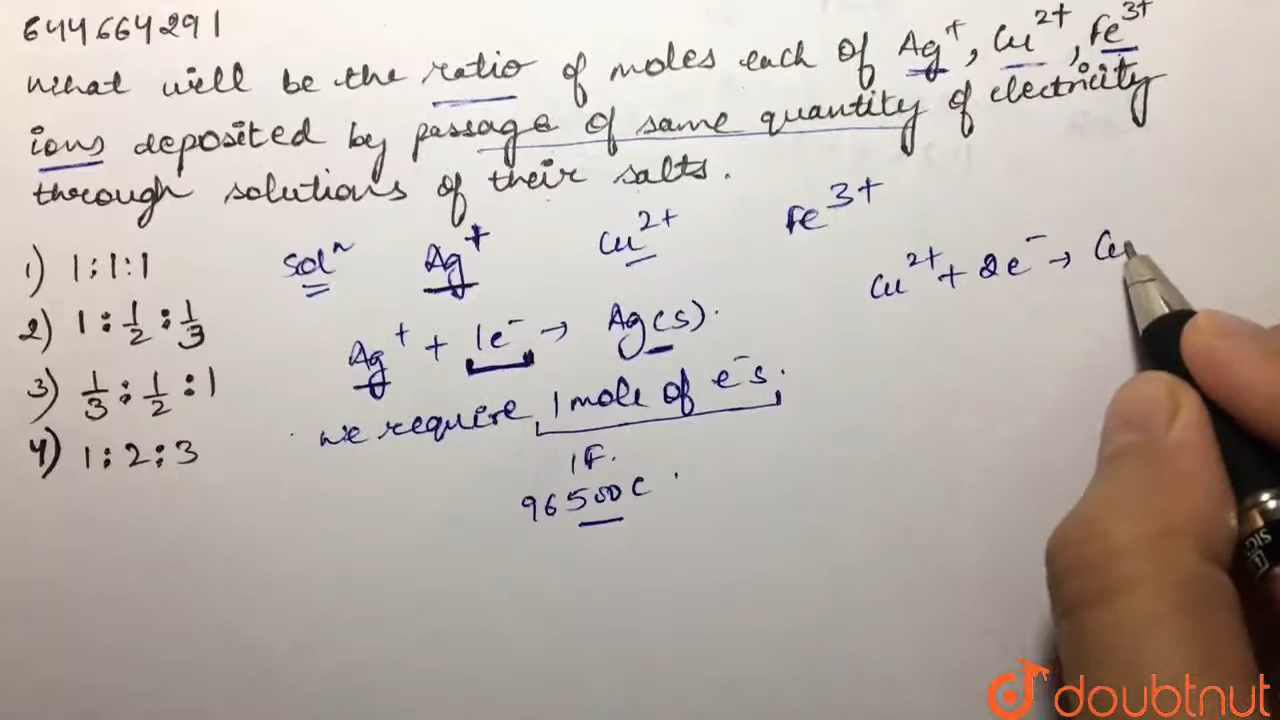 644664291
What will be the ratio of moles each of Ag⁺, Cu²⁺, Fe³⁺
ions deposited by passage of same quantity of electricity
through solutions of their salts.
1) 1:1:1
2) 1:1/2:1/3
3) 1/3:1/2:1
4) 1:2:3
Solⁿ Ag⁺ Cu²⁺ Fe³⁺
Ag⁺ + 1e⁻ → Ag(s).
Cu²⁺ + 2e⁻ → Cu
we require 1 mole of e⁻s.
1F.
96500C.
SIG
doubtnut